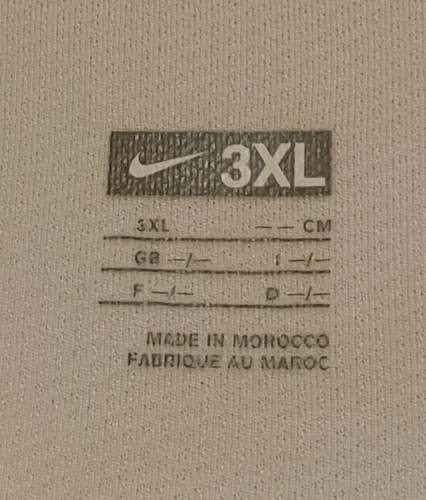 3XL
3XL — — CM
GB —/— I —/—
F —/— D —/—
MADE IN MOROCCO
FABRIQUE AU MAROC